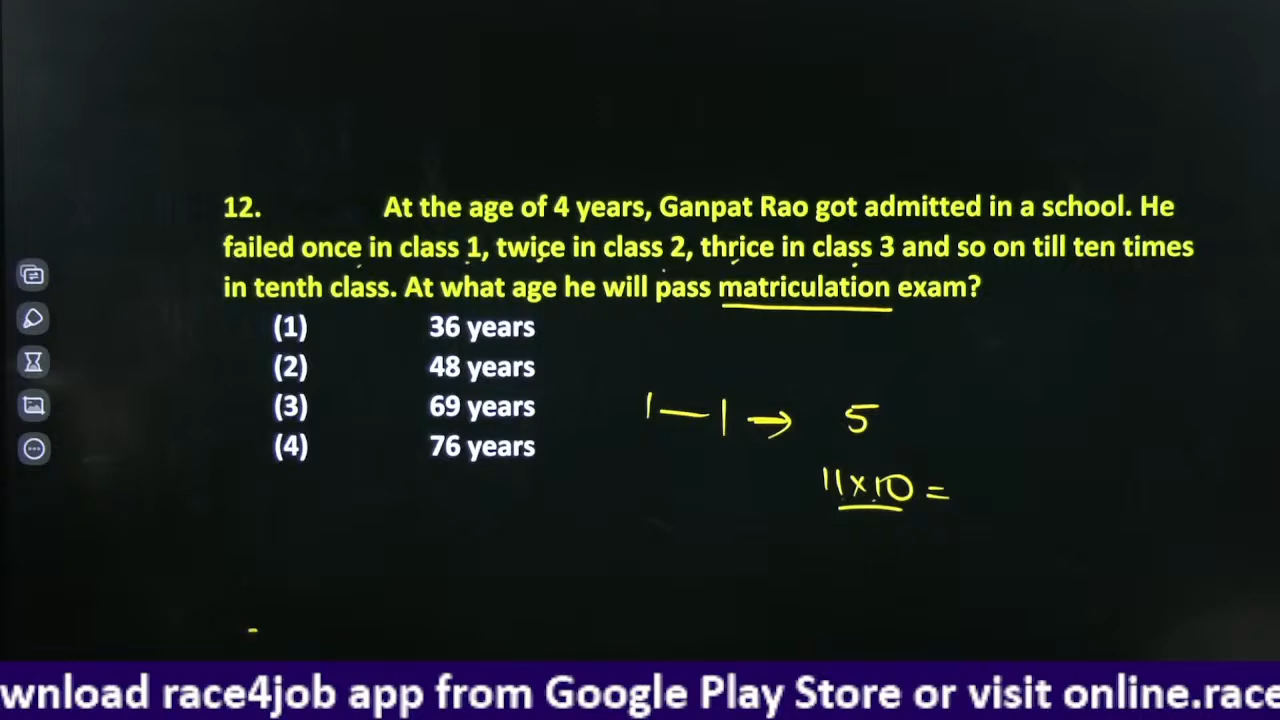 12. At the age of 4 years, Ganpat Rao got admitted in a school. He
failed once in class 1, twice in class 2, thrice in class 3 and so on till ten times
in tenth class. At what age he will pass matriculation exam?
(1) 36 years
(2) 48 years
(3) 69 years
(4) 76 years
1 — 1 → 5
11 x 10 =
wnload race4job app from Google Play Store or visit online.race